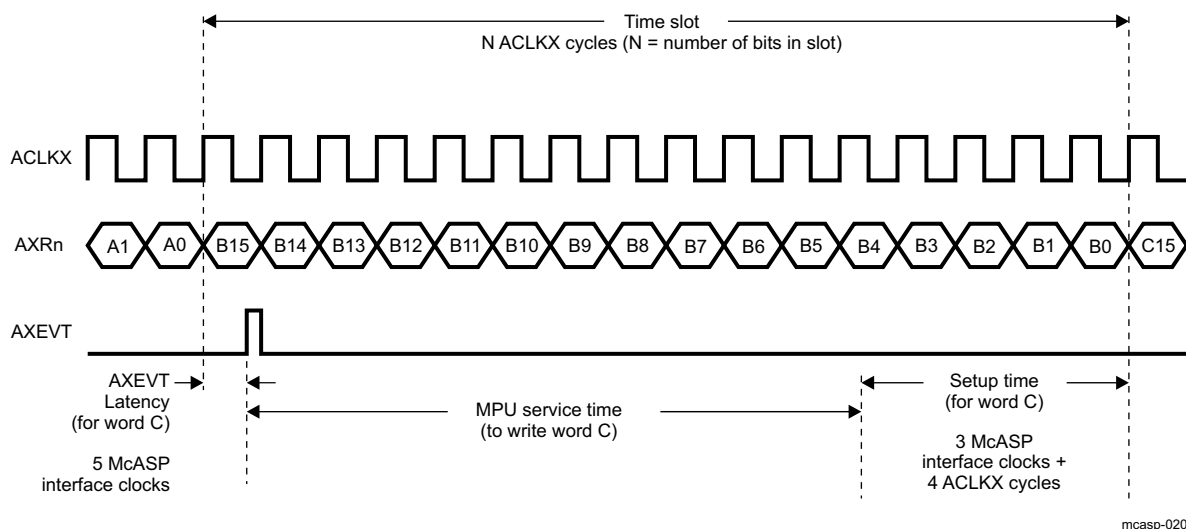 Time slot
N ACLKX cycles (N = number of bits in slot)
ACLKX
AXRn
A1 A0 B15 B14 B13 B12 B11 B10 B9 B8 B7 B6 B5 B4 B3 B2 B1 B0 C15
AXEVT
AXEVT
Latency
(for word C)
5 McASP
interface clocks
MPU service time
(to write word C)
Setup time
(for word C)
3 McASP
interface clocks +
4 ACLKX cycles
mcasp-020